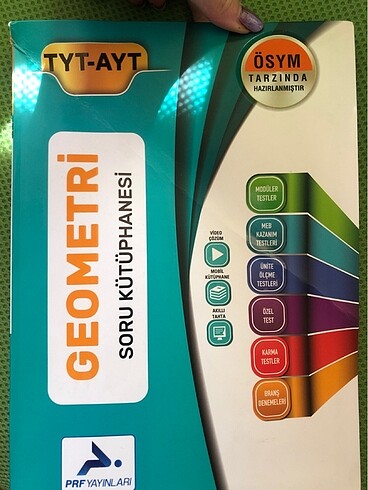 TYT-AYT
ÖSYM
TARZINDA
HAZIRLANMIŞTIR
GEOMETRİ
SORU KÜTÜPHANESİ
VİDEO
ÇÖZÜM
MOBİL
KÜTÜPHANE
AKILLI
TAHTA
MODÜLER
TESTLER
MEB
KAZANIM
TESTLERİ
ÜNİTE
ÖLÇME
TESTLERİ
ÖZEL
TEST
KARMA
TESTLER
BRANŞ
DENEMELERİ
PRF YAYINLARI